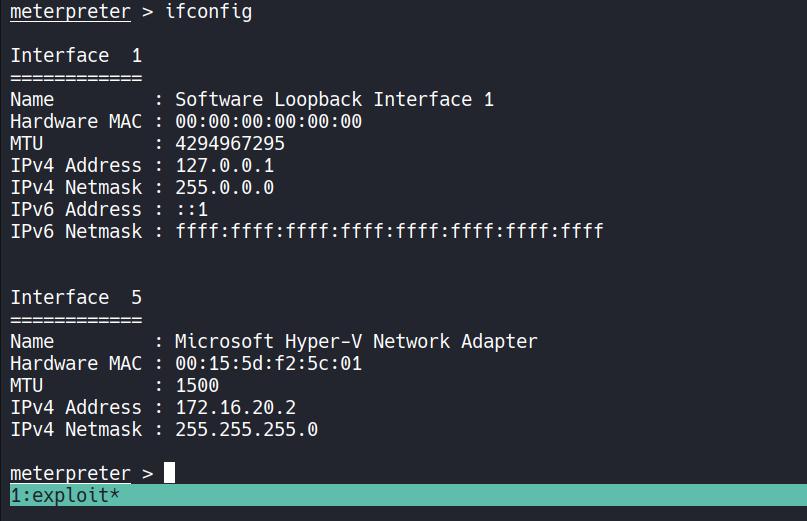 meterpreter > ifconfig
Interface  1
============
Name         : Software Loopback Interface 1
Hardware MAC : 00:00:00:00:00:00
MTU          : 4294967295
IPv4 Address : 127.0.0.1
IPv4 Netmask : 255.0.0.0
IPv6 Address : ::1
IPv6 Netmask : ffff:ffff:ffff:ffff:ffff:ffff:ffff:ffff
Interface  5
============
Name         : Microsoft Hyper-V Network Adapter
Hardware MAC : 00:15:5d:f2:5c:01
MTU          : 1500
IPv4 Address : 172.16.20.2
IPv4 Netmask : 255.255.255.0
meterpreter >
1:exploit*